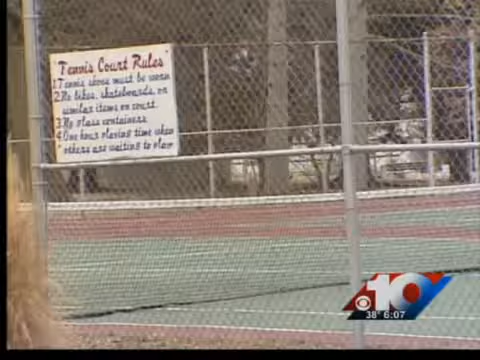 Tennis Court Rules
1. Tennis shoes must be worn
2. No bikes, skateboards, or
similar items on court.
3. No glass containers
4. One hour playing time when
others are waiting to play
10
38° 6:07